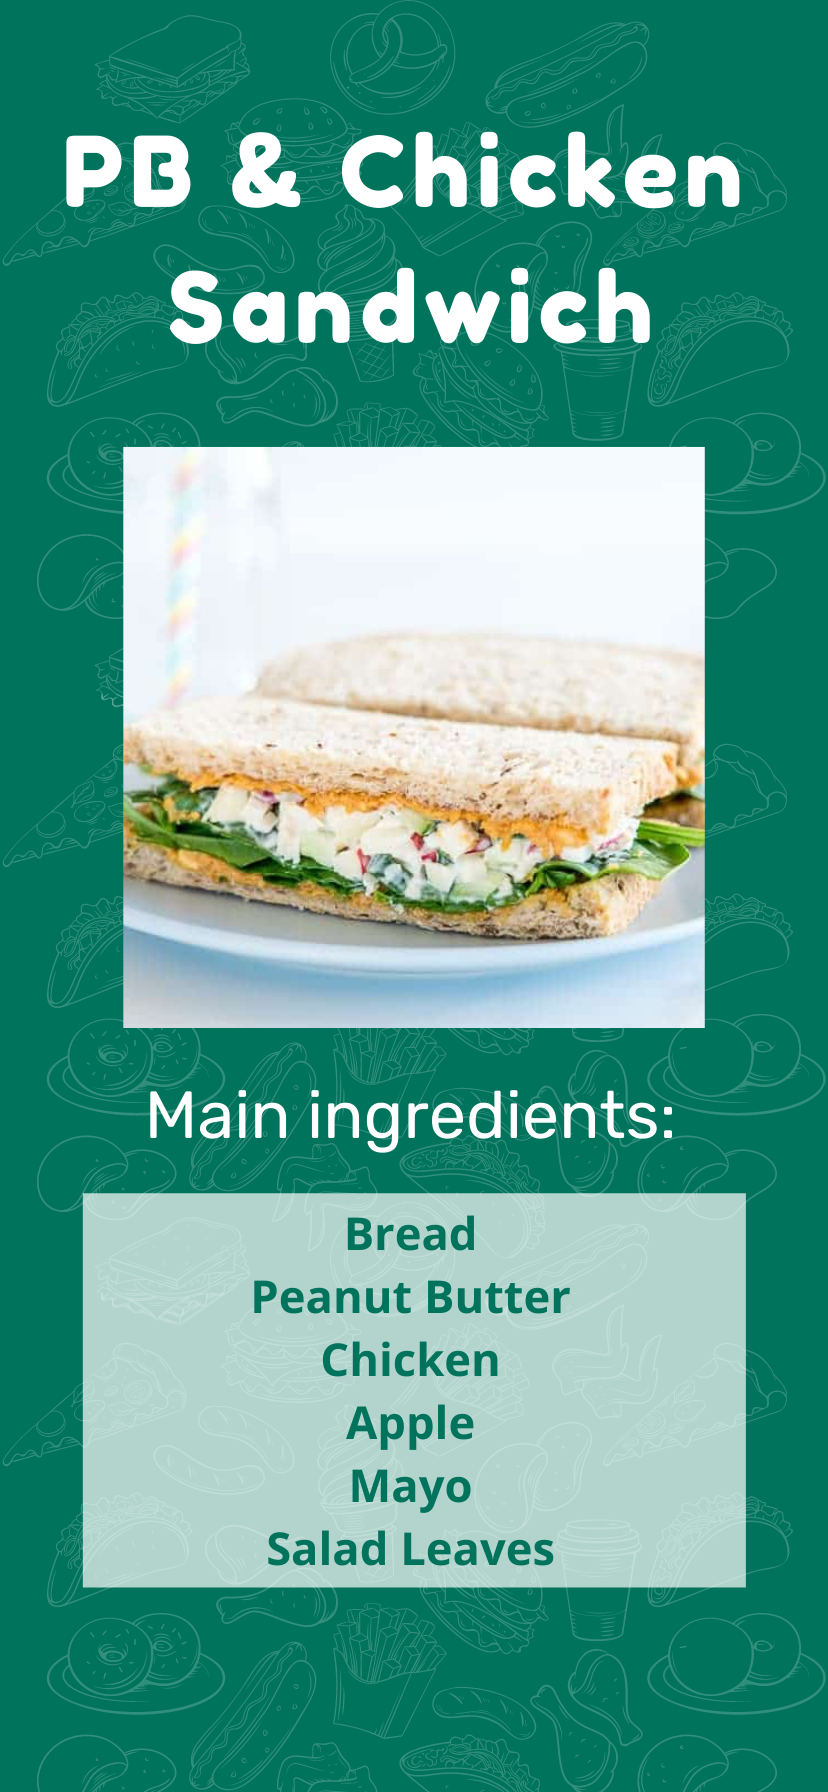 PB & Chicken
Sandwich
Main ingredients:
Bread
Peanut Butter
Chicken
Apple
Mayo
Salad Leaves